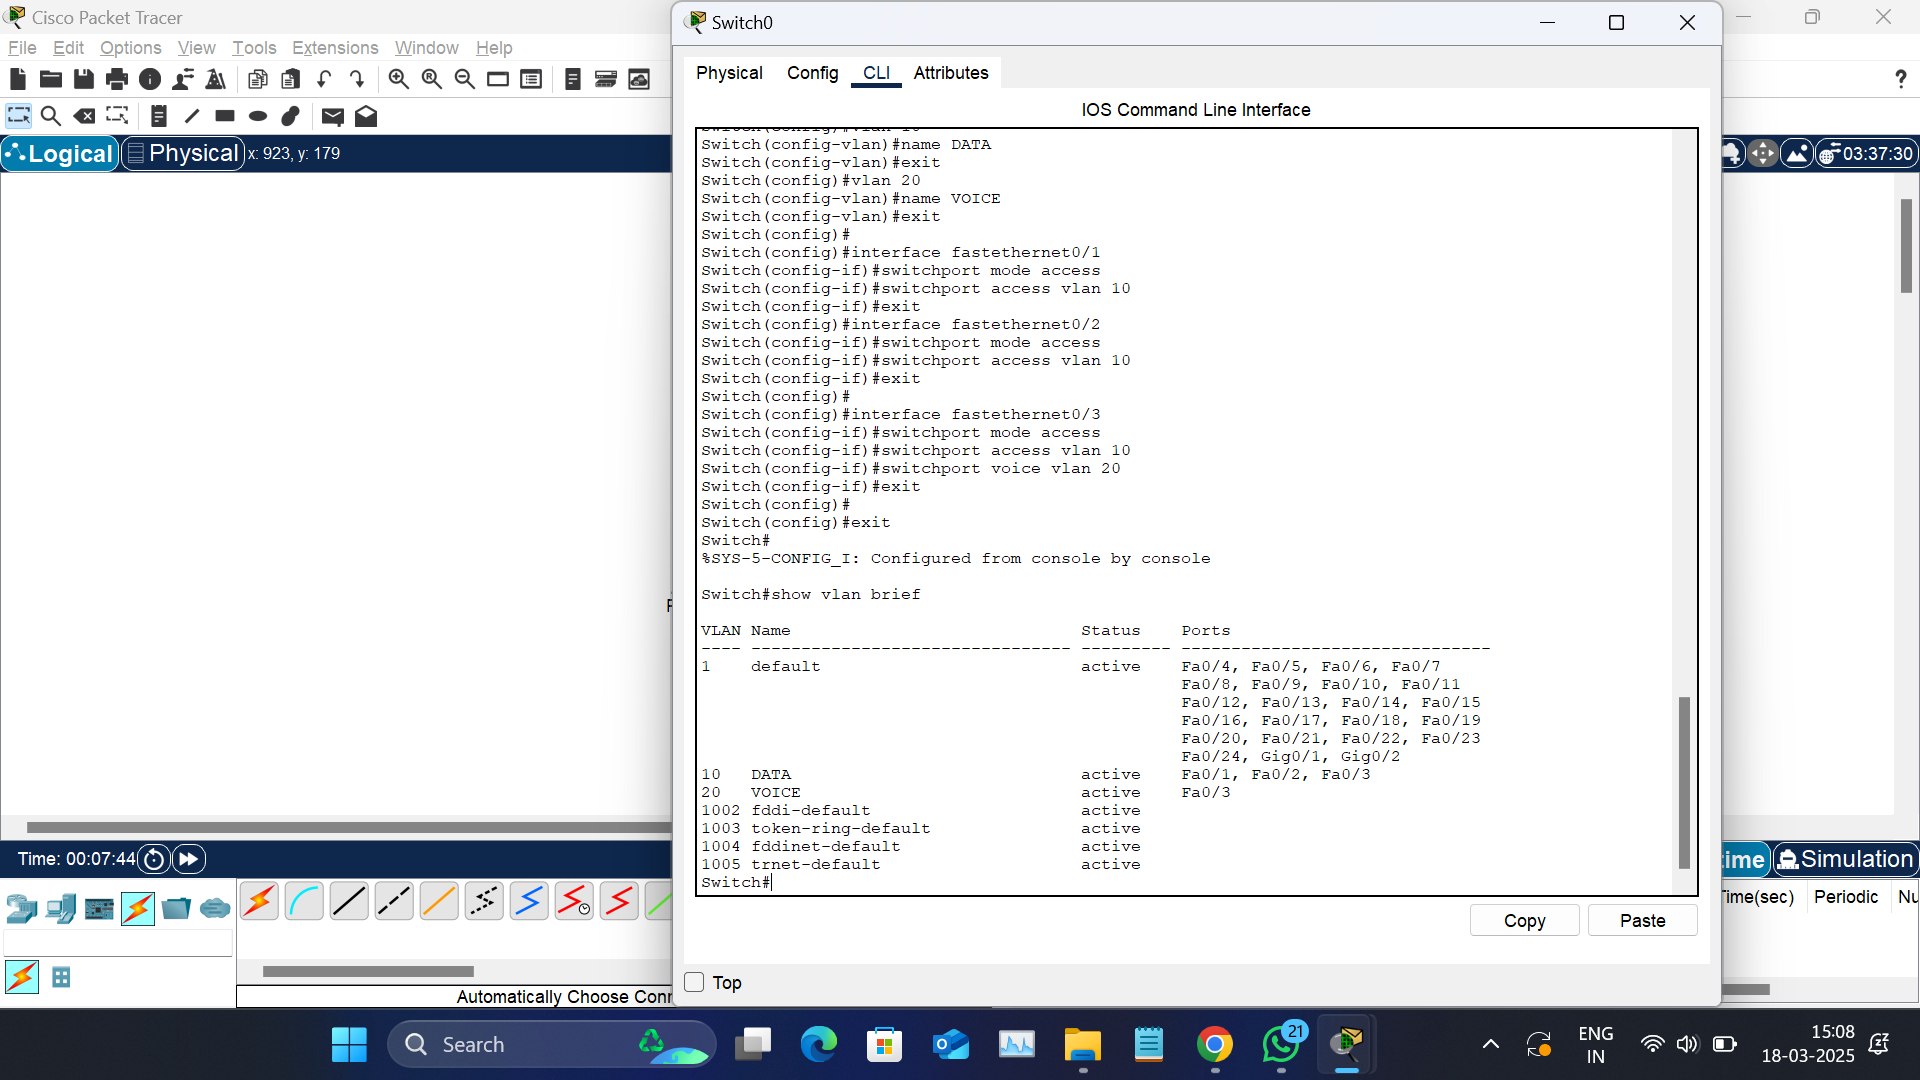 Cisco Packet Tracer
File Edit Options View Tools Extensions Window Help
Logical
Physical
x: 923, y: 179
Switch0
Physical Config CLI Attributes
IOS Command Line Interface
Switch(config)#vlan 10
Switch(config-vlan)#name DATA
Switch(config-vlan)#exit
Switch(config)#vlan 20
Switch(config-vlan)#name VOICE
Switch(config-vlan)#exit
Switch(config)#
Switch(config)#interface fastethernet0/1
Switch(config-if)#switchport mode access
Switch(config-if)#switchport access vlan 10
Switch(config-if)#exit
Switch(config)#interface fastethernet0/2
Switch(config-if)#switchport mode access
Switch(config-if)#switchport access vlan 10
Switch(config-if)#exit
Switch(config)#
Switch(config)#interface fastethernet0/3
Switch(config-if)#switchport mode access
Switch(config-if)#switchport access vlan 10
Switch(config-if)#switchport voice vlan 20
Switch(config-if)#exit
Switch(config)#
Switch(config)#exit
Switch#
%SYS-5-CONFIG_I: Configured from console by console
Switch#show vlan brief
VLAN Name Status Ports
---- -------------------------------- --------- -------------------------------
1 default active Fa0/4, Fa0/5, Fa0/6, Fa0/7
Fa0/8, Fa0/9, Fa0/10, Fa0/11
Fa0/12, Fa0/13, Fa0/14, Fa0/15
Fa0/16, Fa0/17, Fa0/18, Fa0/19
Fa0/20, Fa0/21, Fa0/22, Fa0/23
Fa0/24, Gig0/1, Gig0/2
10 DATA active Fa0/1, Fa0/2, Fa0/3
20 VOICE active Fa0/3
1002 fddi-default active
1003 token-ring-default active
1004 fddinet-default active
1005 trnet-default active
Switch#
Copy Paste
Top
?
03:37:30
Time: 00:07:44
Simulation
Periodic
Automatically Choose
Search
21
ENG
IN
15:08
18-03-2025